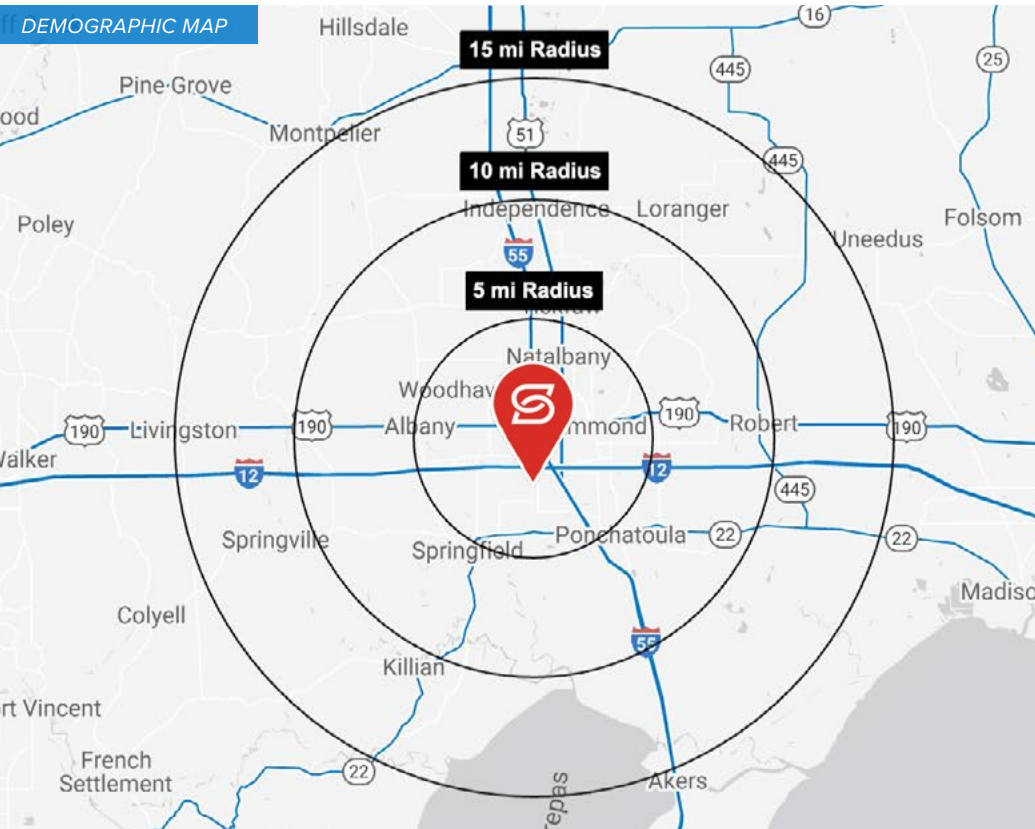 DEMOGRAPHIC MAP
16
Hillsdale
15 mi Radius
25
445
Pine Grove
ood
Montpelier
51
445
10 mi Radius
Independence
Loranger
Folsom
Poley
Uneedus
55
5 mi Radius
Natalbany
Woodhav
190
Livingston
190
Albany
mmond
190
Robert
190
Walker
12
12
445
Springville
Springfield
Ponchatoula
22
22
Madiso
Colyell
55
Killian
rt Vincent
French
Settlement
22
Akers
repas